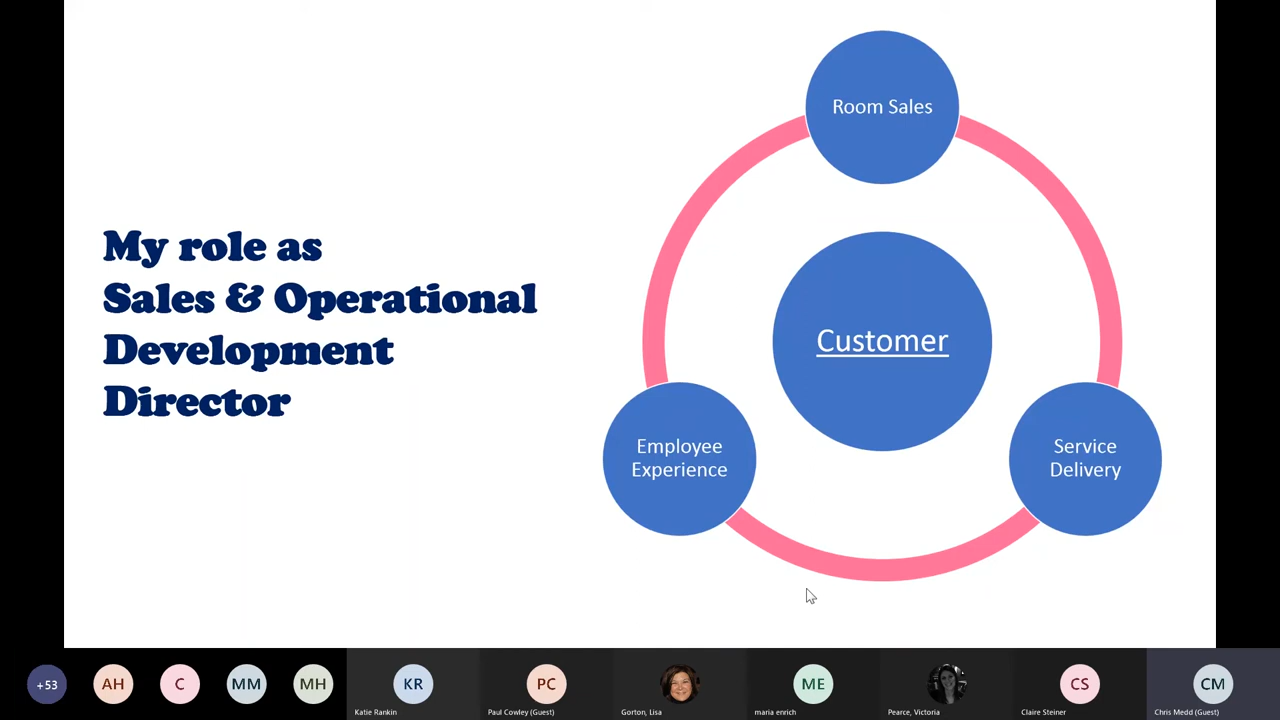 My role as
Sales & Operational
Development
Director
Room Sales
Customer
Employee
Experience
Service
Delivery
+53
AH
C
MM
MH
KR
Katie Rankin
PC
Paul Cowley (Guest)
Gorton, Lisa
ME
maria enrich
Pearce, Victoria
CS
Claire Steiner
CM
Chris Medd (Guest)